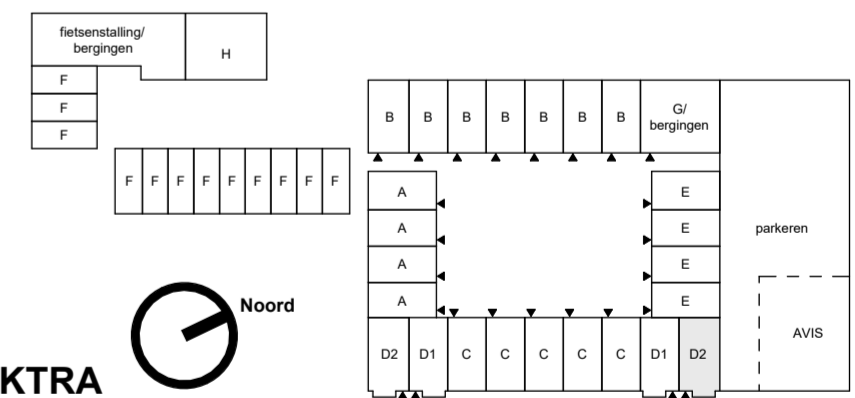 fietsenstalling/
bergingen
H
F
F
F
F F F F F F F F F
B B B B B B B
G/
bergingen
A
A
A
A
E
E
E
E
parkeren
AVIS
D2 D1 C C C C C D1 D2
Noord
KTRA